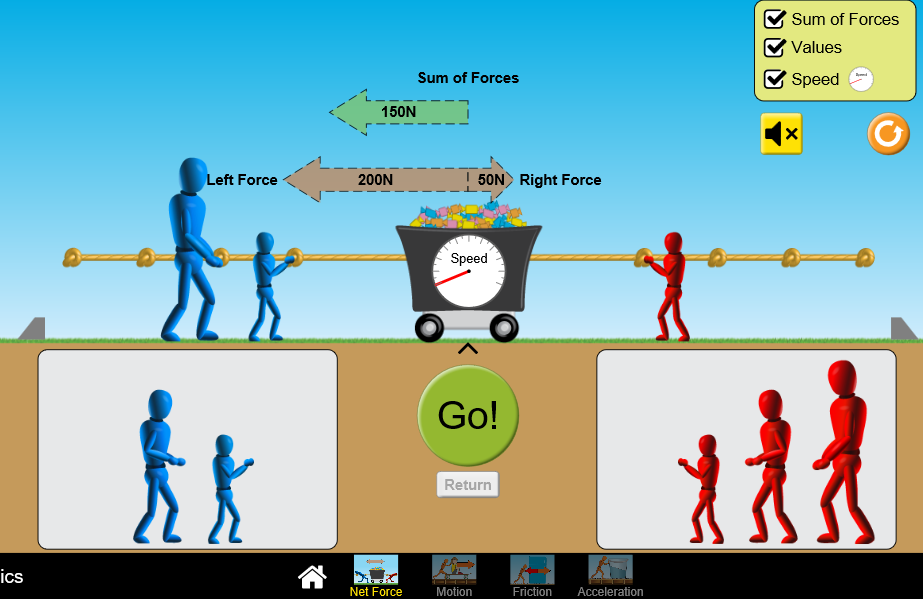 Sum of Forces
Values
Speed
Speed
Sum of Forces
150N
Left Force
200N
50N
Right Force
Speed
Go!
Return
ics
Net Force
Motion
Friction
Acceleration